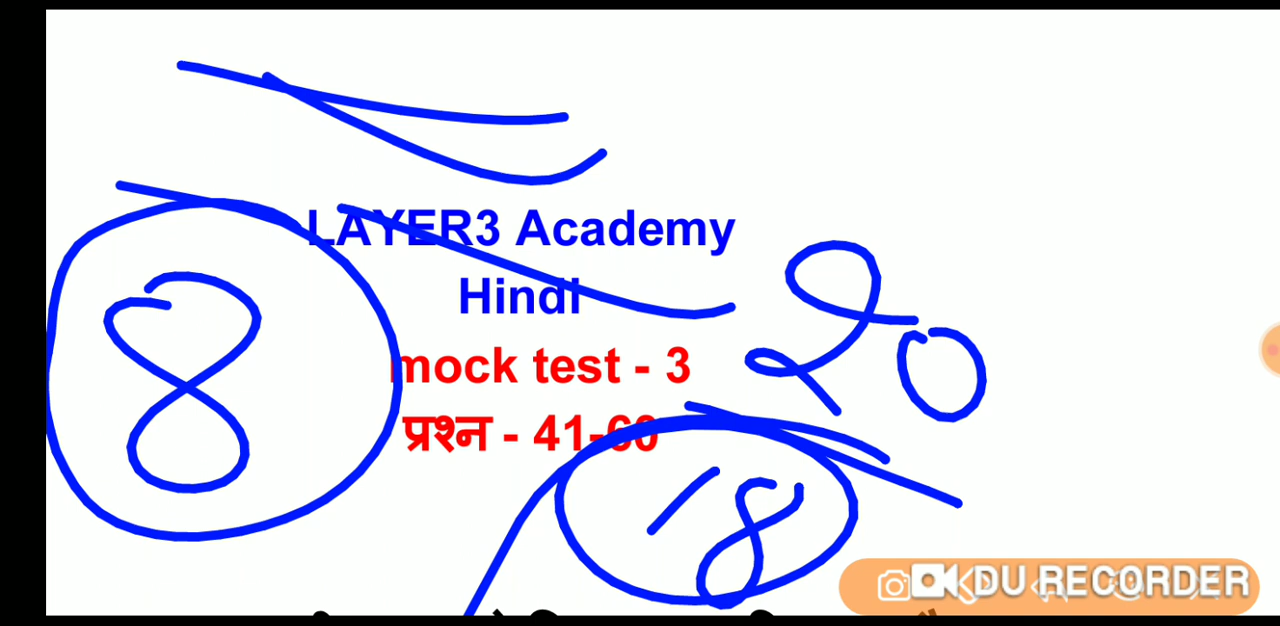 LAYER3 Academy
Hindi
mock test - 3
प्रश्न - 41-60
8
20
18
DU RECORDER